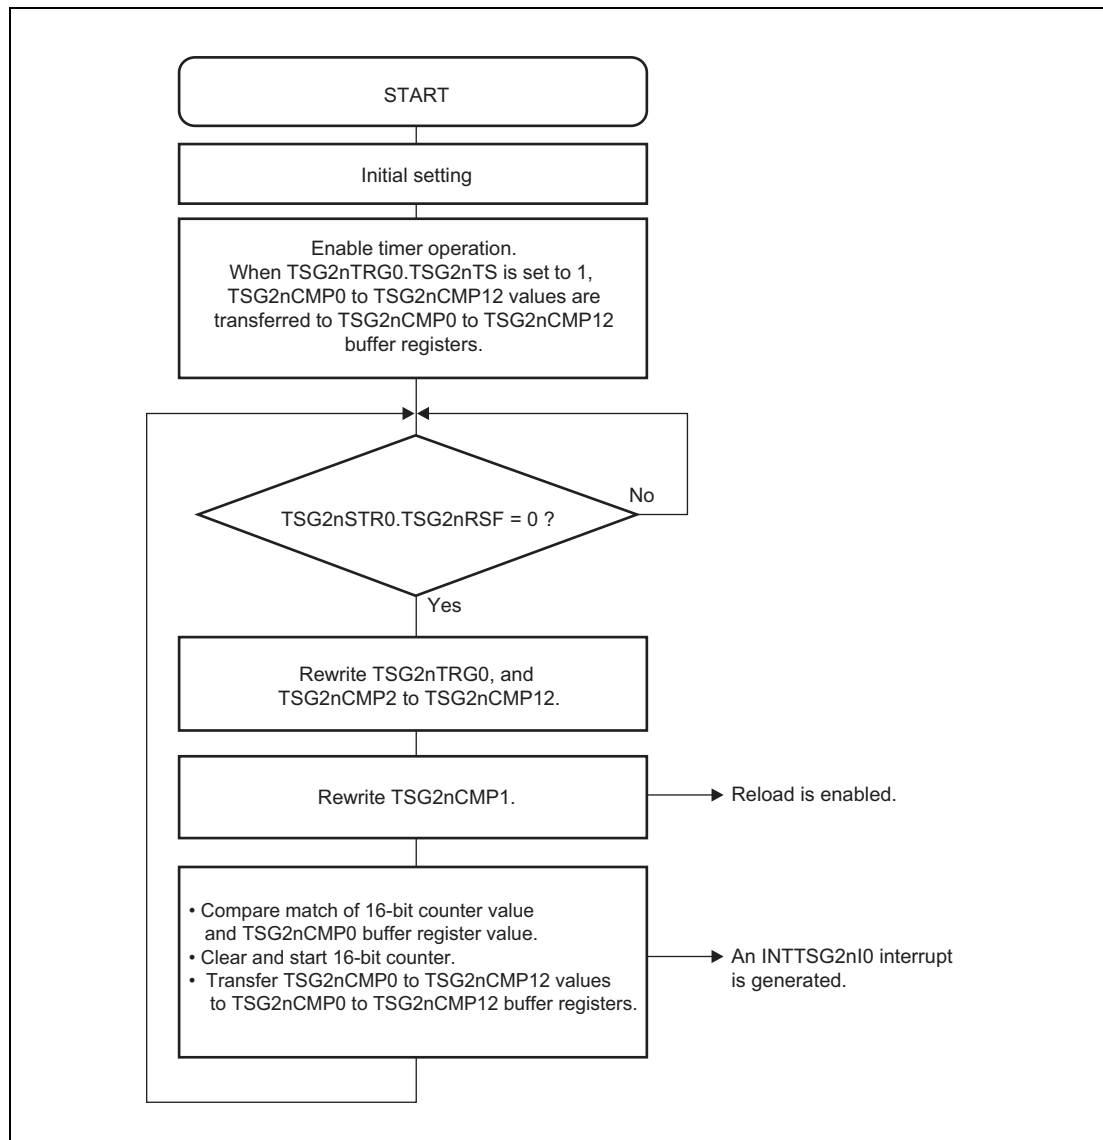 START
Initial setting
Enable timer operation.
When TSG2nTRG0.TSG2nTS is set to 1,
TSG2nCMP0 to TSG2nCMP12 values are
transferred to TSG2nCMP0 to TSG2nCMP12
buffer registers.
No
TSG2nSTR0.TSG2nRSF = 0 ?
Yes
Rewrite TSG2nTRG0, and
TSG2nCMP2 to TSG2nCMP12.
Rewrite TSG2nCMP1.
Reload is enabled.
• Compare match of 16-bit counter value
and TSG2nCMP0 buffer register value.
• Clear and start 16-bit counter.
• Transfer TSG2nCMP0 to TSG2nCMP12 values
to TSG2nCMP0 to TSG2nCMP12 buffer registers.
An INTTSG2nI0 interrupt
is generated.